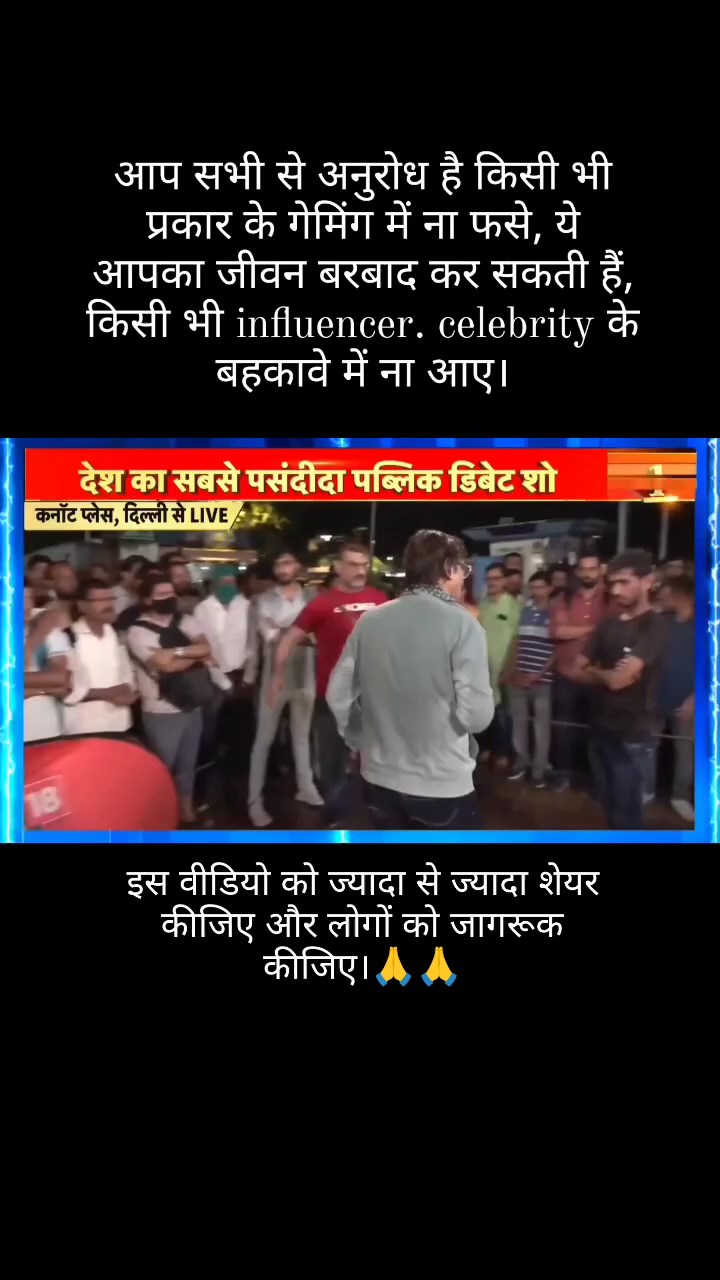 आप सभी से अनुरोध है किसी भी
प्रकार के गेमिंग में ना फसे, ये
आपका जीवन बरबाद कर सकती हैं,
किसी भी influencer. celebrity के
बहकावे में ना आए।
देश का सबसे पसंदीदा पब्लिक डिबेट शो
1
कनॉट प्लेस, दिल्ली से LIVE
18
इस वीडियो को ज्यादा से ज्यादा शेयर
कीजिए और लोगों को जागरूक
कीजिए।🙏🙏